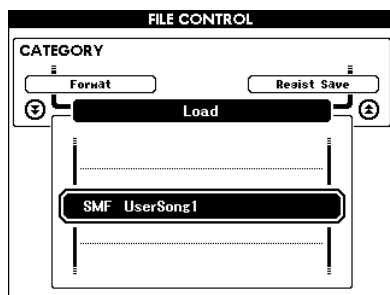 FILE CONTROL
CATEGORY
Format
Regist Save
Load
SMF UserSong1